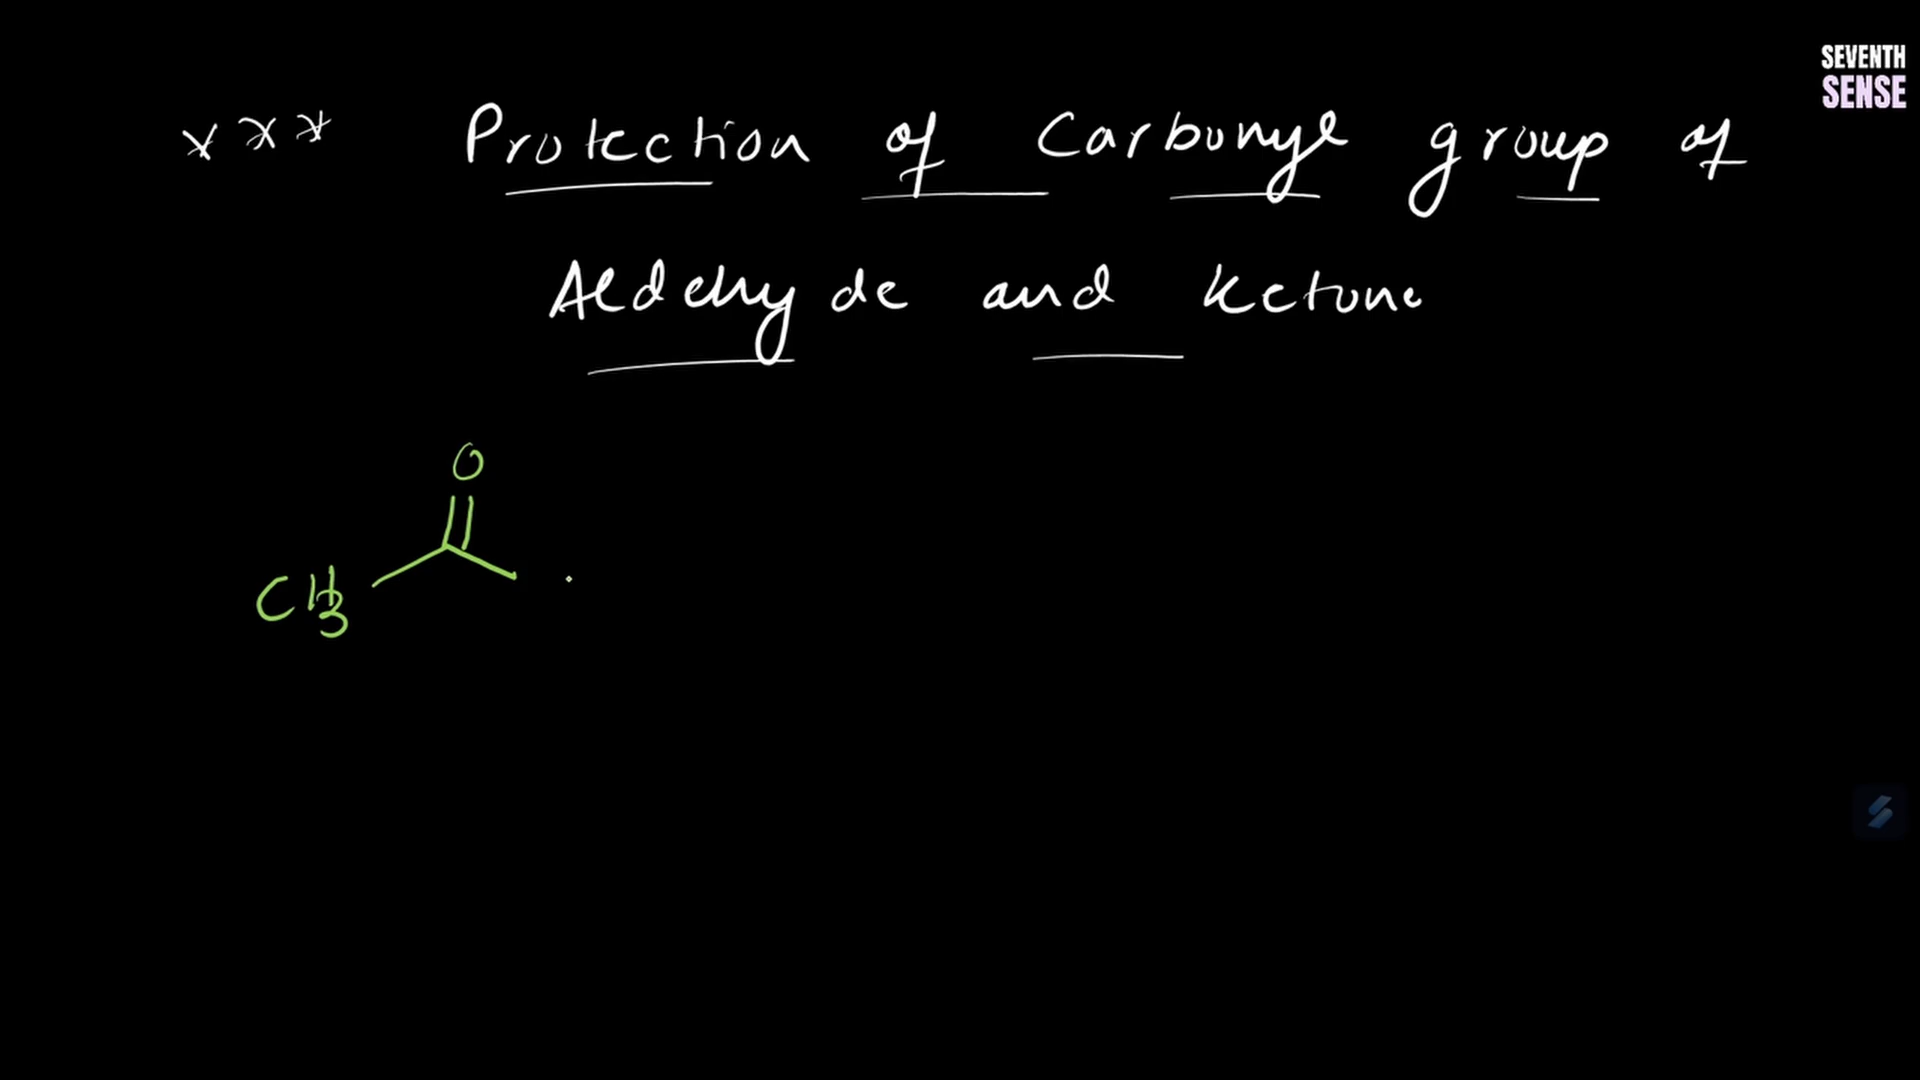 SEVENTH
SENSE
*** Protection of Carbonyl group of
Aldehyde and Ketone
O
CH3